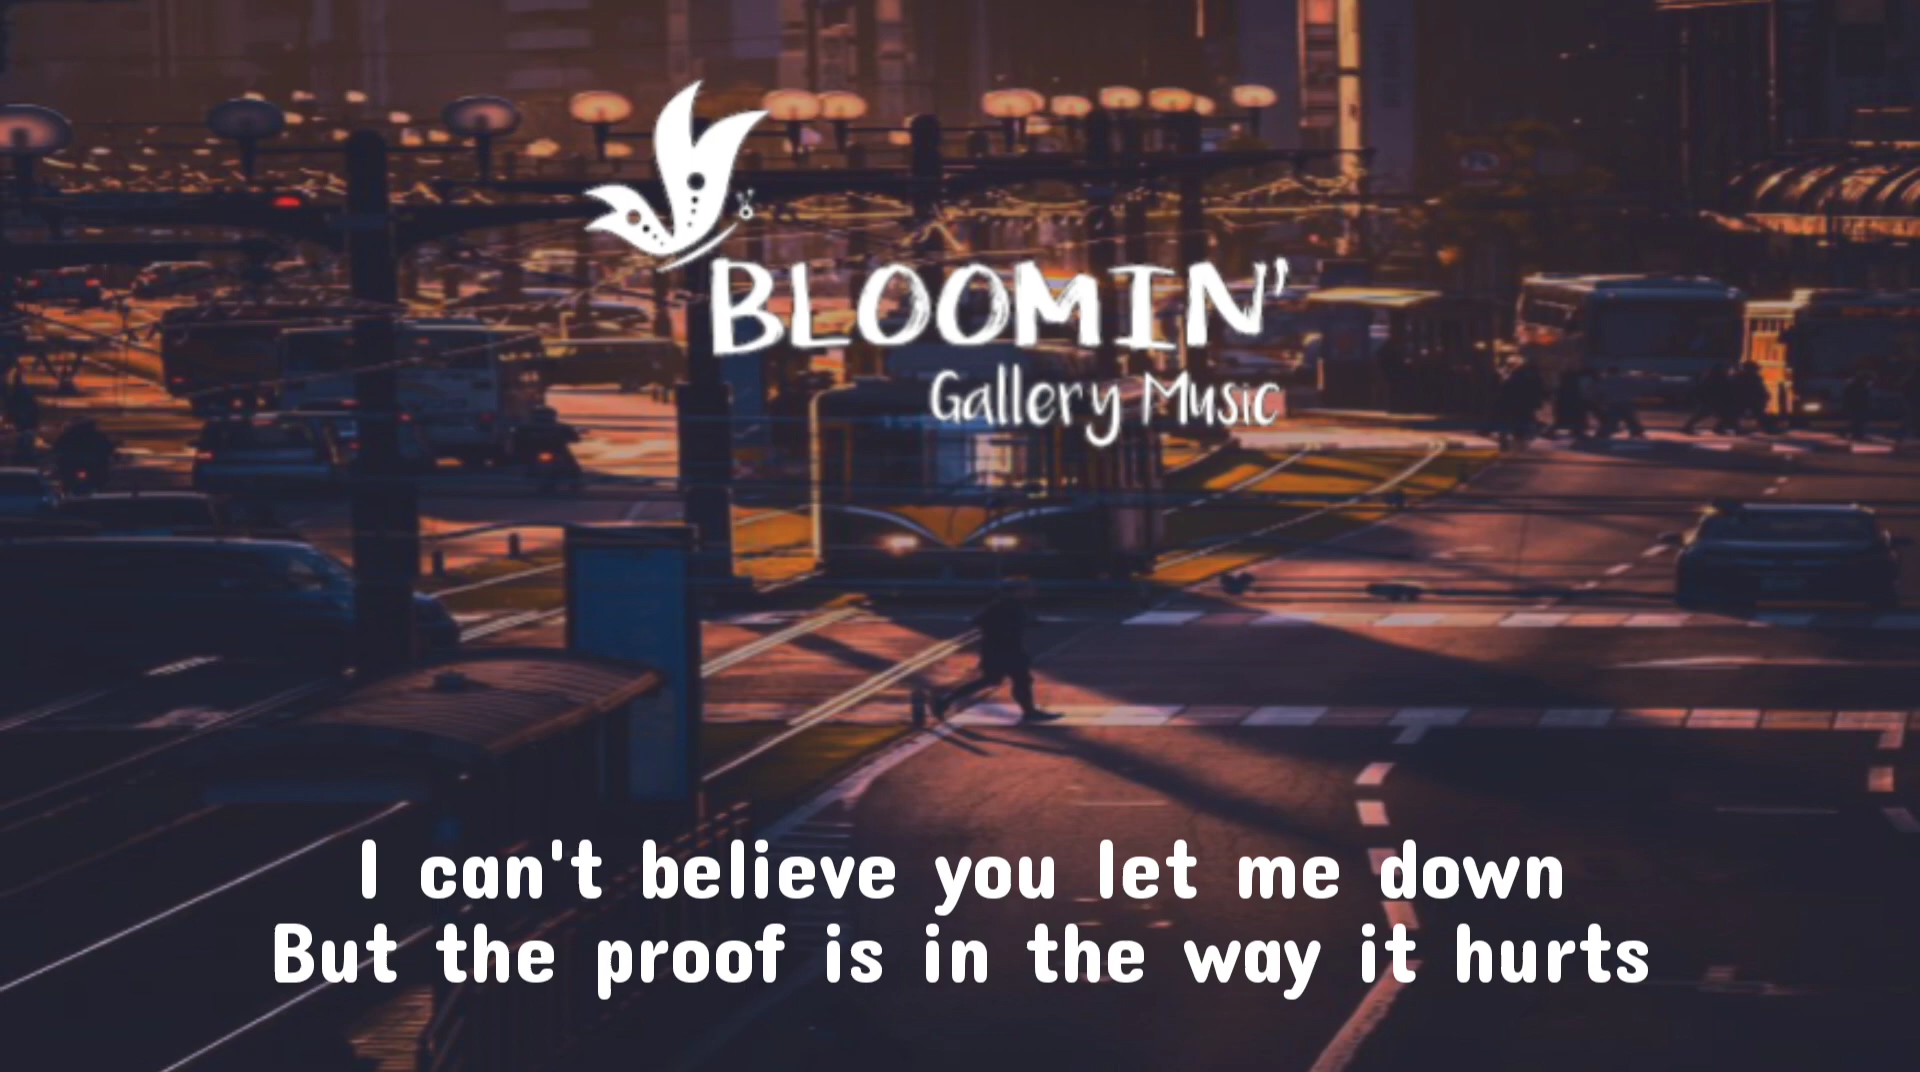 BLOOMIN'
Gallery Music
I can't believe you let me down
But the proof is in the way it hurts